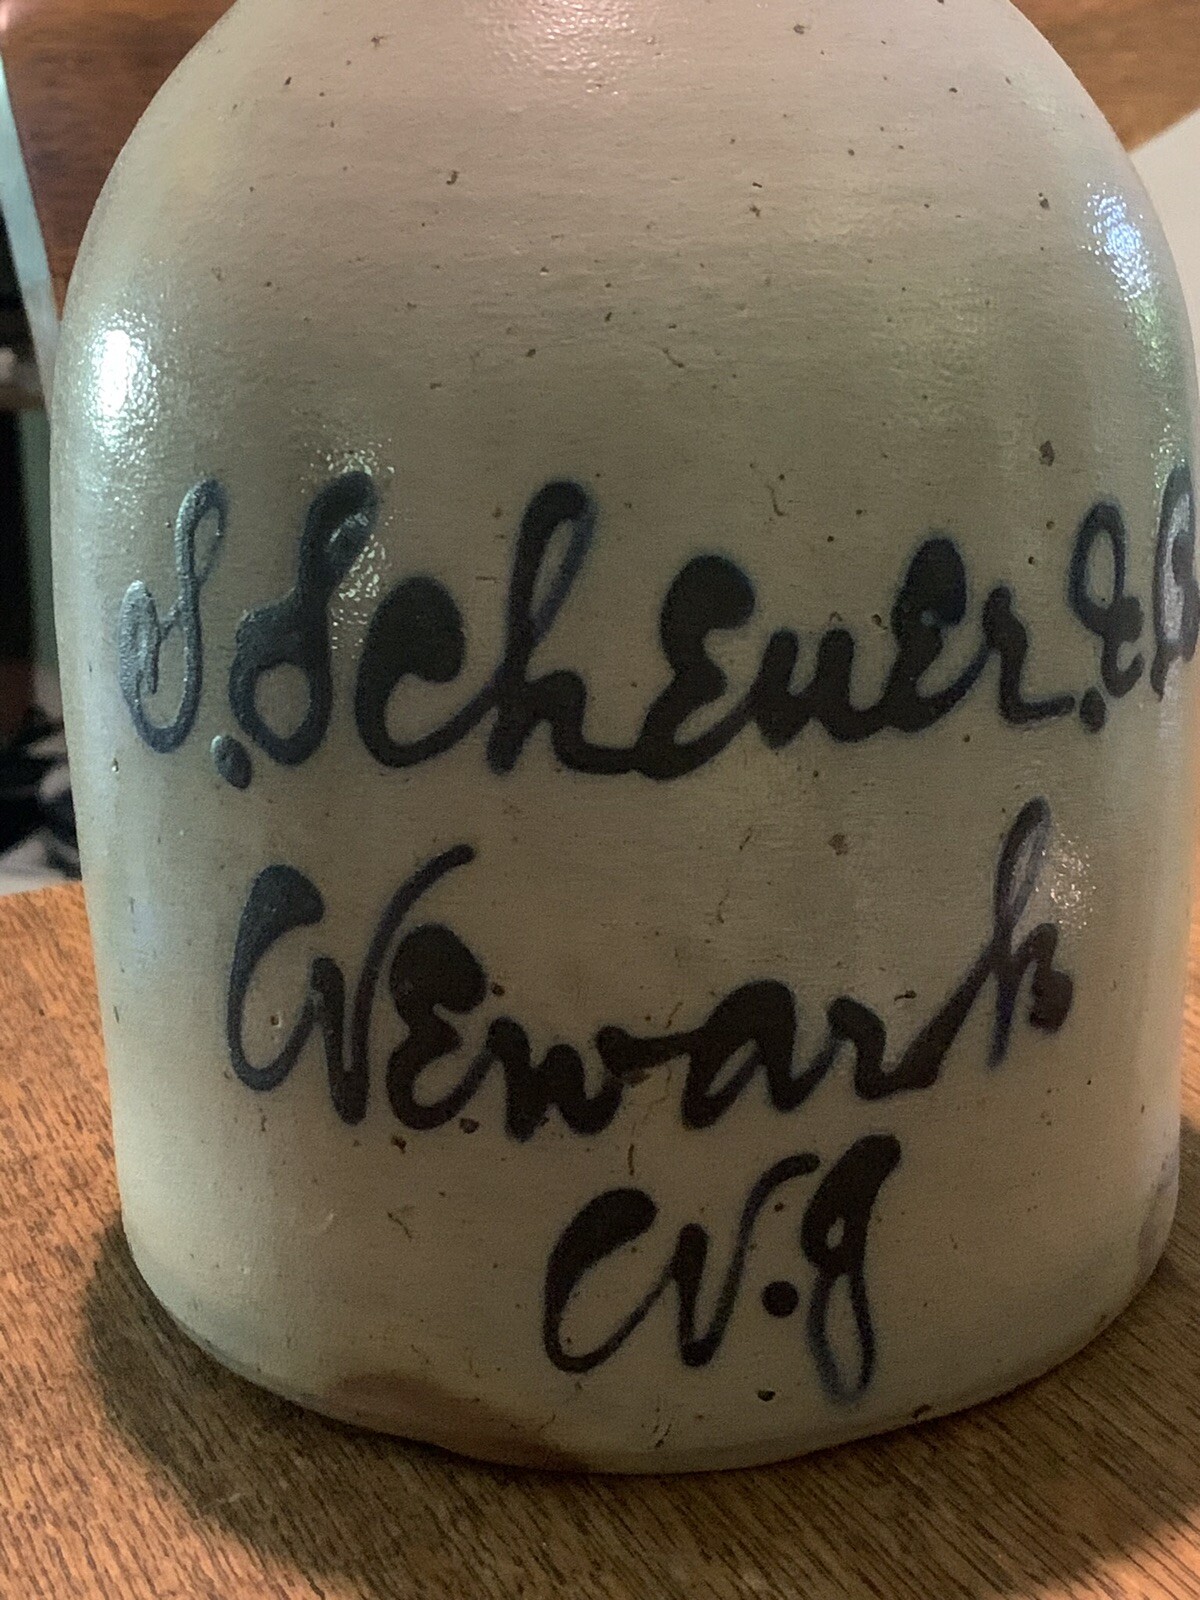 S. Scheuer. &
Newark
N.J